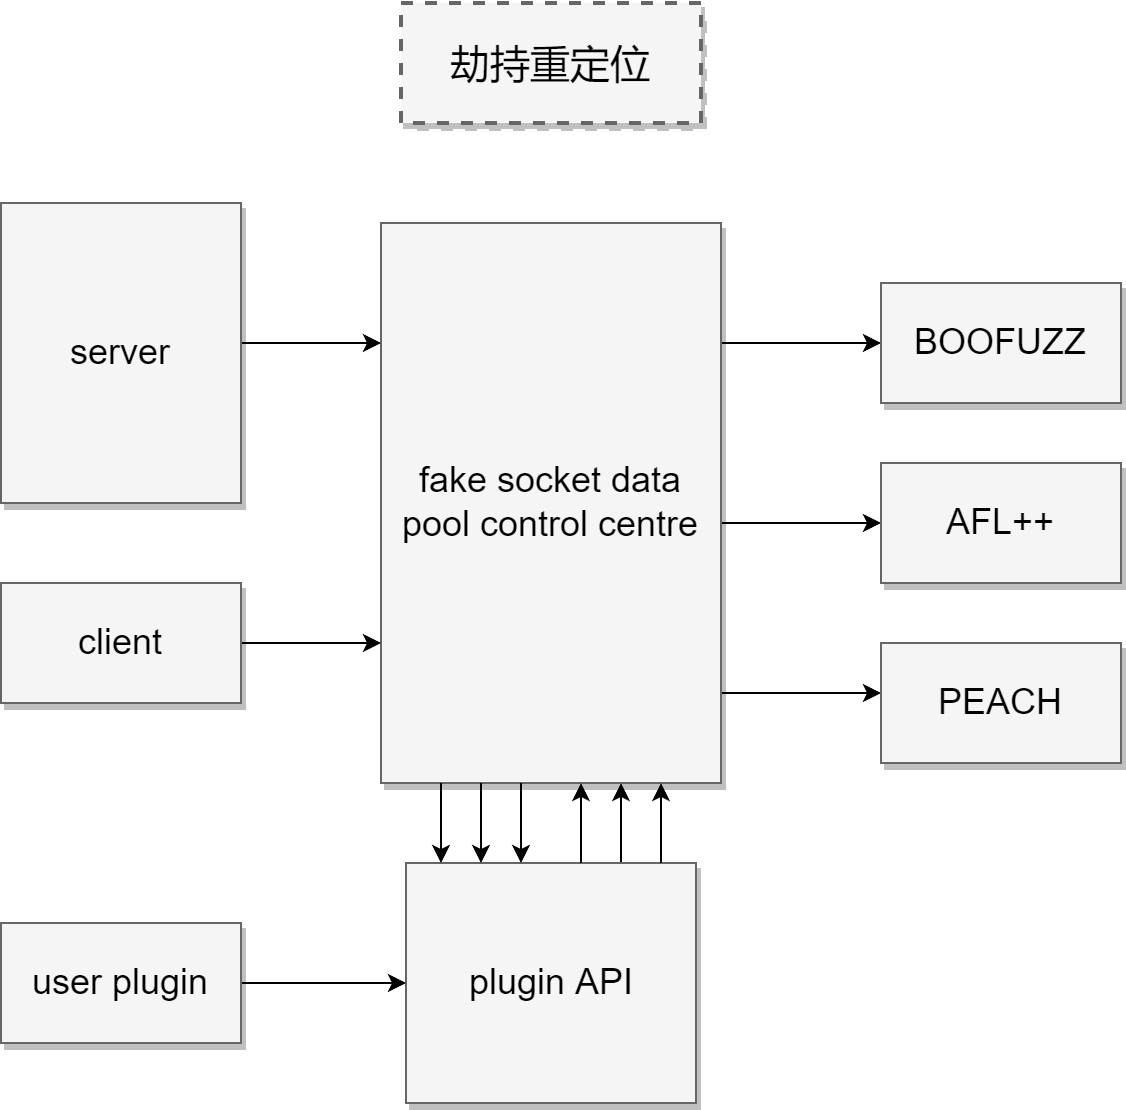 劫持重定位
server
fake socket data
pool control centre
BOOFUZZ
AFL++
client
PEACH
user plugin
plugin API